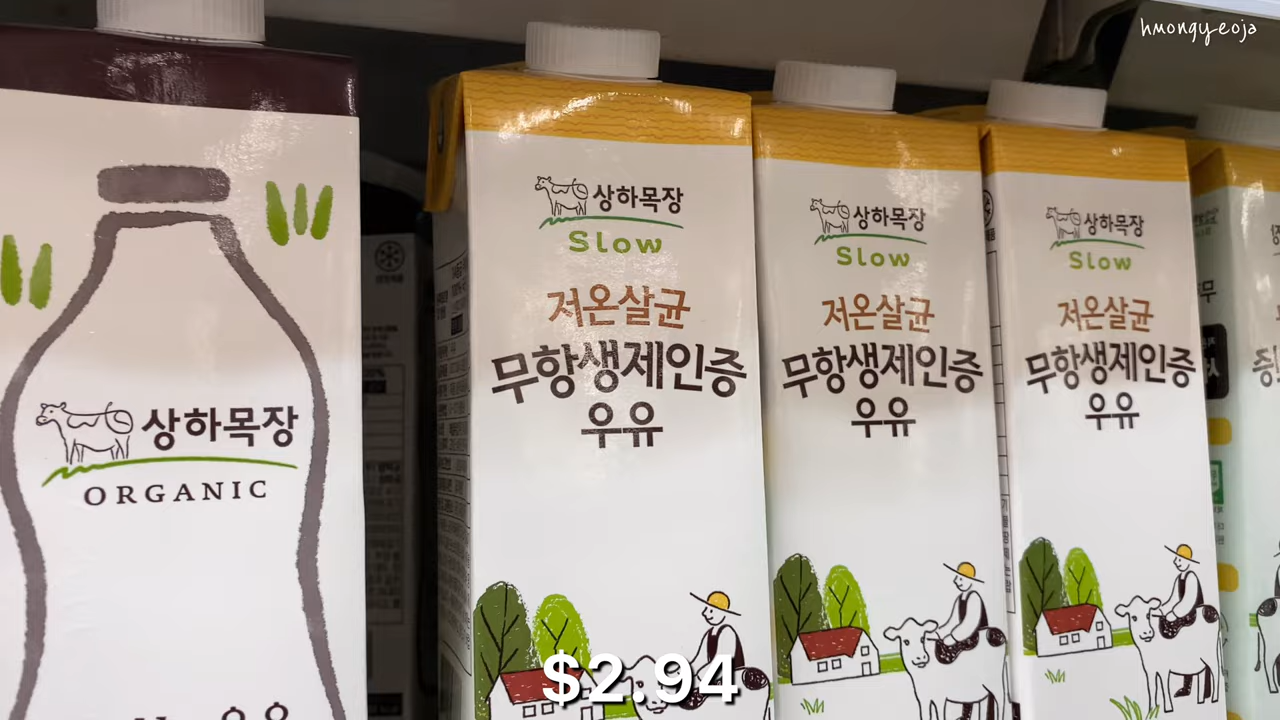 hmongyeoja
상하목장
ORGANIC
상하목장
Slow
저온살균
무항생제인증
우유
상하목장
Slow
저온살균
무항생제인증
우유
상하목장
Slow
저온살균
무항생제인증
우유
$2.94